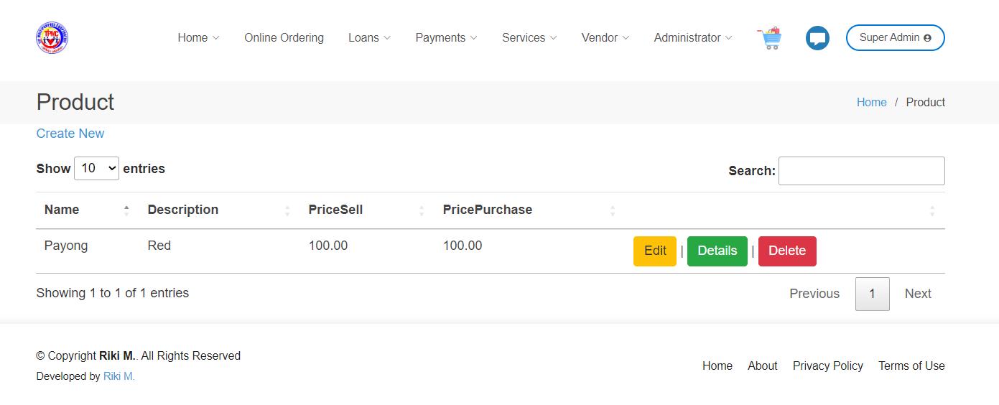 TPMC
Home Online Ordering Loans Payments Services Vendor Administrator Super Admin
Product
Home / Product
Create New
Show 10 entries
Search:
Name Description PriceSell PricePurchase
Payong Red 100.00 100.00 Edit | Details | Delete
Showing 1 to 1 of 1 entries
Previous 1 Next
© Copyright Riki M.. All Rights Reserved
Home About Privacy Policy Terms of Use
Developed by Riki M.